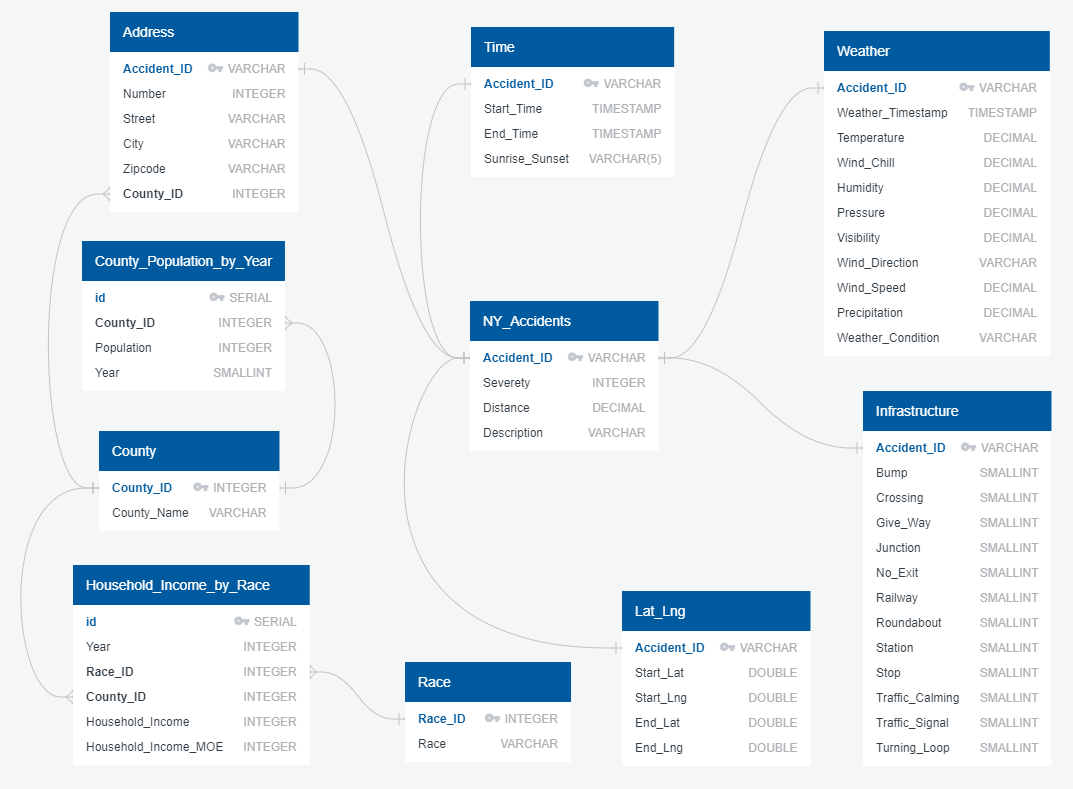 Address
Accident_ID VARCHAR
Number INTEGER
Street VARCHAR
City VARCHAR
Zipcode VARCHAR
County_ID INTEGER
Time
Accident_ID VARCHAR
Start_Time TIMESTAMP
End_Time TIMESTAMP
Sunrise_Sunset VARCHAR(5)
Weather
Accident_ID VARCHAR
Weather_Timestamp TIMESTAMP
Temperature DECIMAL
Wind_Chill DECIMAL
Humidity DECIMAL
Pressure DECIMAL
Visibility DECIMAL
Wind_Direction VARCHAR
Wind_Speed DECIMAL
Precipitation DECIMAL
Weather_Condition VARCHAR
County_Population_by_Year
id SERIAL
County_ID INTEGER
Population INTEGER
Year SMALLINT
NY_Accidents
Accident_ID VARCHAR
Severety INTEGER
Distance DECIMAL
Description VARCHAR
Infrastructure
Accident_ID VARCHAR
Bump SMALLINT
Crossing SMALLINT
Give_Way SMALLINT
Junction SMALLINT
No_Exit SMALLINT
Railway SMALLINT
Roundabout SMALLINT
Station SMALLINT
Stop SMALLINT
Traffic_Calming SMALLINT
Traffic_Signal SMALLINT
Turning_Loop SMALLINT
County
County_ID INTEGER
County_Name VARCHAR
Household_Income_by_Race
id SERIAL
Year INTEGER
Race_ID INTEGER
County_ID INTEGER
Household_Income INTEGER
Household_Income_MOE INTEGER
Race
Race_ID INTEGER
Race VARCHAR
Lat_Lng
Accident_ID VARCHAR
Start_Lat DOUBLE
Start_Lng DOUBLE
End_Lat DOUBLE
End_Lng DOUBLE